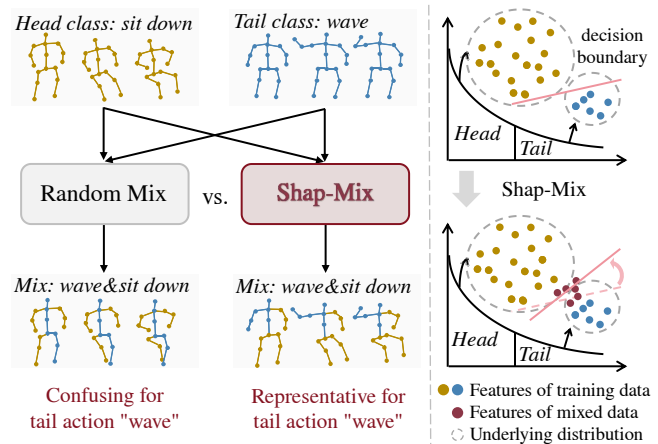 Head class: sit down
Tail class: wave
Random Mix
vs.
Shap-Mix
Mix: wave&sit down
Mix: wave&sit down
Confusing for
tail action "wave"
Representative for
tail action "wave"
decision
boundary
Head
Tail
Shap-Mix
Head
Tail
Features of training data
Features of mixed data
Underlying distribution